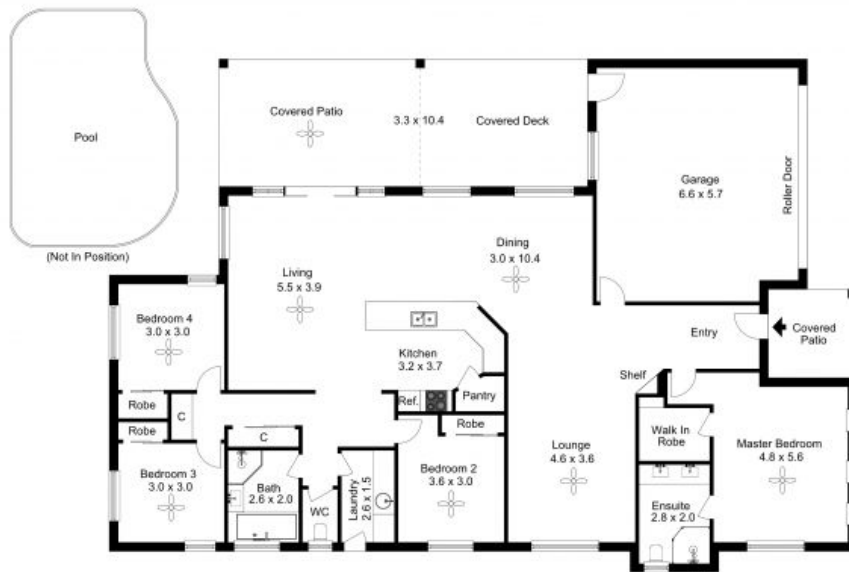 Pool
(Not In Position)
Covered Patio
3.3 x 10.4
Covered Deck
Garage
6.6 x 5.7
Roller Door
Dining
3.0 x 10.4
Living
5.5 x 3.9
Bedroom 4
3.0 x 3.0
Kitchen
3.2 x 3.7
Entry
Covered
Patio
Shelf
Pantry
Ref.
Robe
C
Robe
C
Robe
Walk In
Robe
Master Bedroom
4.8 x 5.6
Lounge
4.6 x 3.6
Bedroom 2
3.6 x 3.0
Bedroom 3
3.0 x 3.0
Bath
2.6 x 2.0
WC
Laundry
2.6 x 1.5
Ensuite
2.8 x 2.0